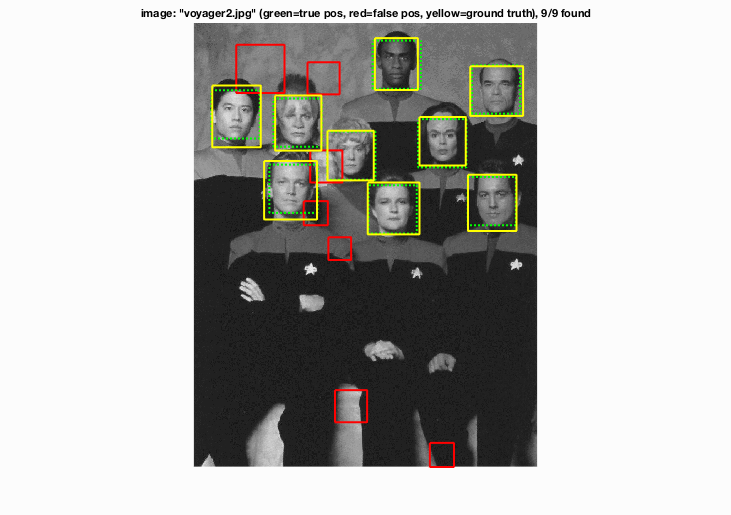 image: "voyager2.jpg" (green=true pos, red=false pos, yellow=ground truth), 9/9 found